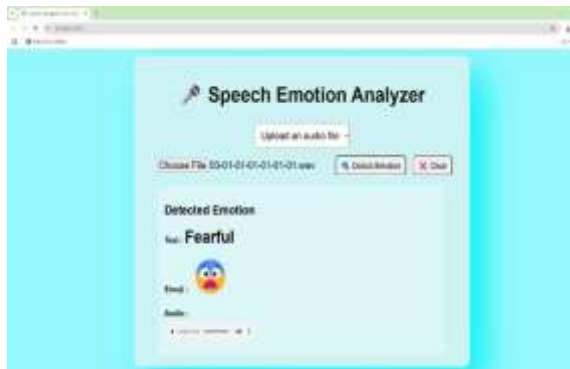 Speech Emotion Analyzer
Upload an audio file
Choose File 03-01-01-01-01-01-01.wav Detect Emotion Clear
Detected Emotion
Text: Fearful
Emoji :
Audio :